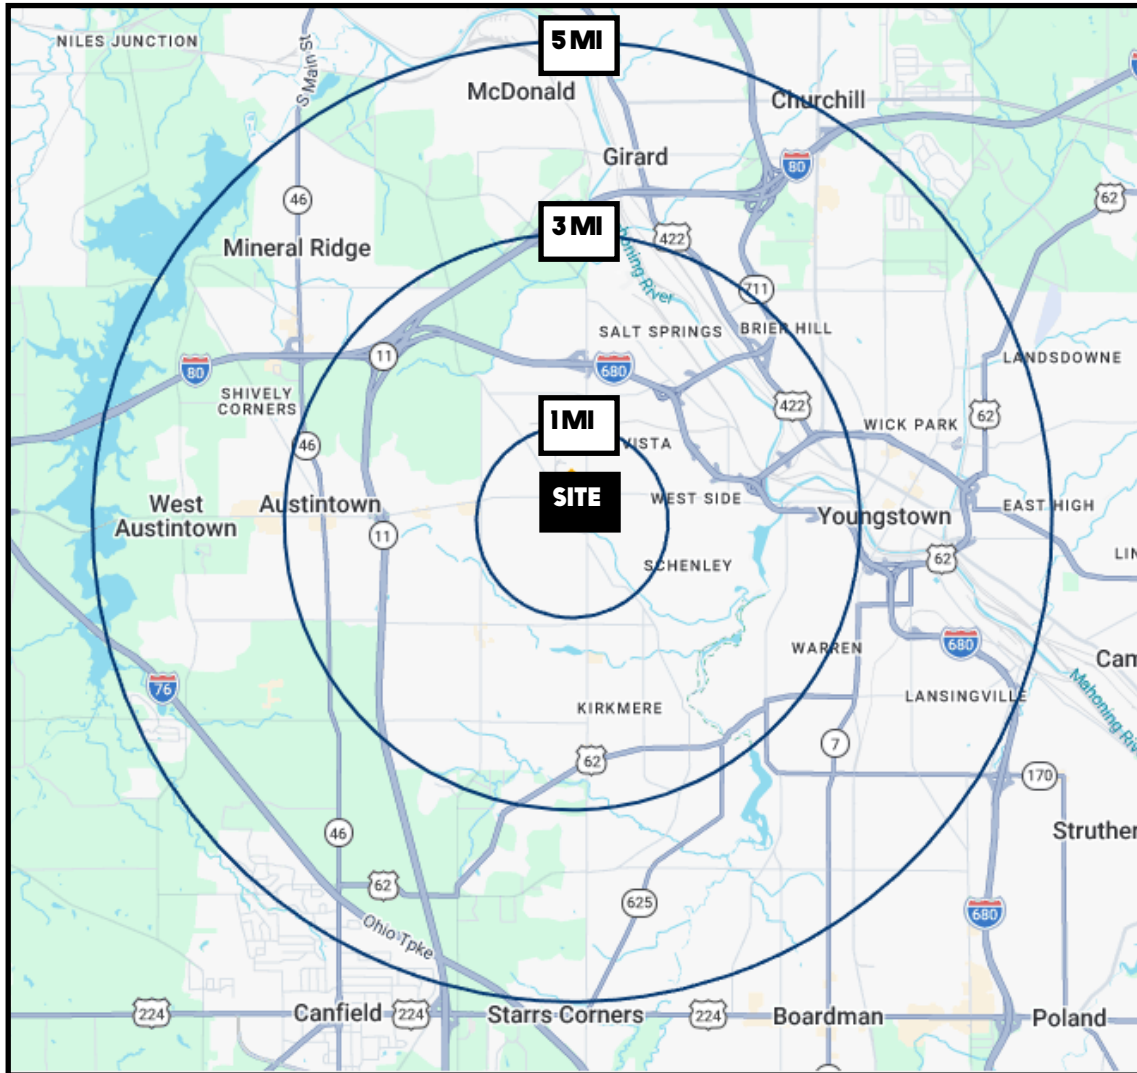 NILES JUNCTION
S Main St
5 MI
McDonald
Churchill
80
Girard
46
62
3 MI
422
Mineral Ridge
Mahoning River
711
SALT SPRINGS
BRIER HILL
11
80
680
LANDSDOWNE
SHIVELY
CORNERS
422
1 MI
62
WICK PARK
46
VISTA
SITE
WEST SIDE
West
Austintown
Austintown
EAST HIGH
Youngstown
11
LIN
62
SCHENLEY
WARREN
680
Cam
76
LANSINGVILLE
Mahoning Rive
KIRKMERE
7
62
170
46
Struther
62
625
680
Ohio Tpke
224
Canfield
224
Starrs Corners
224
Boardman
Poland